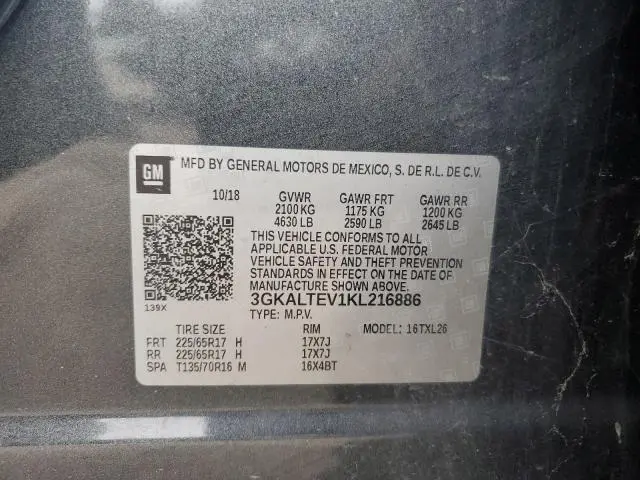 GM
MFD BY GENERAL MOTORS DE MEXICO, S. DE R.L. DE C.V.
10/18 GVWR GAWR FRT GAWR RR
2100 KG 1175 KG 1200 KG
4630 LB 2590 LB 2645 LB
THIS VEHICLE CONFORMS TO ALL
APPLICABLE U.S. FEDERAL MOTOR
VEHICLE SAFETY AND THEFT PREVENTION
STANDARDS IN EFFECT ON THE DATE OF
MANUFACTURE SHOWN ABOVE.
139X
3GKALTEV1KL216886
TYPE: M.P.V.
TIRE SIZE RIM MODEL: 16TXL26
FRT 225/65R17 H 17X7J
RR 225/65R17 H 17X7J
SPA T135/70R16 M 16X4BT